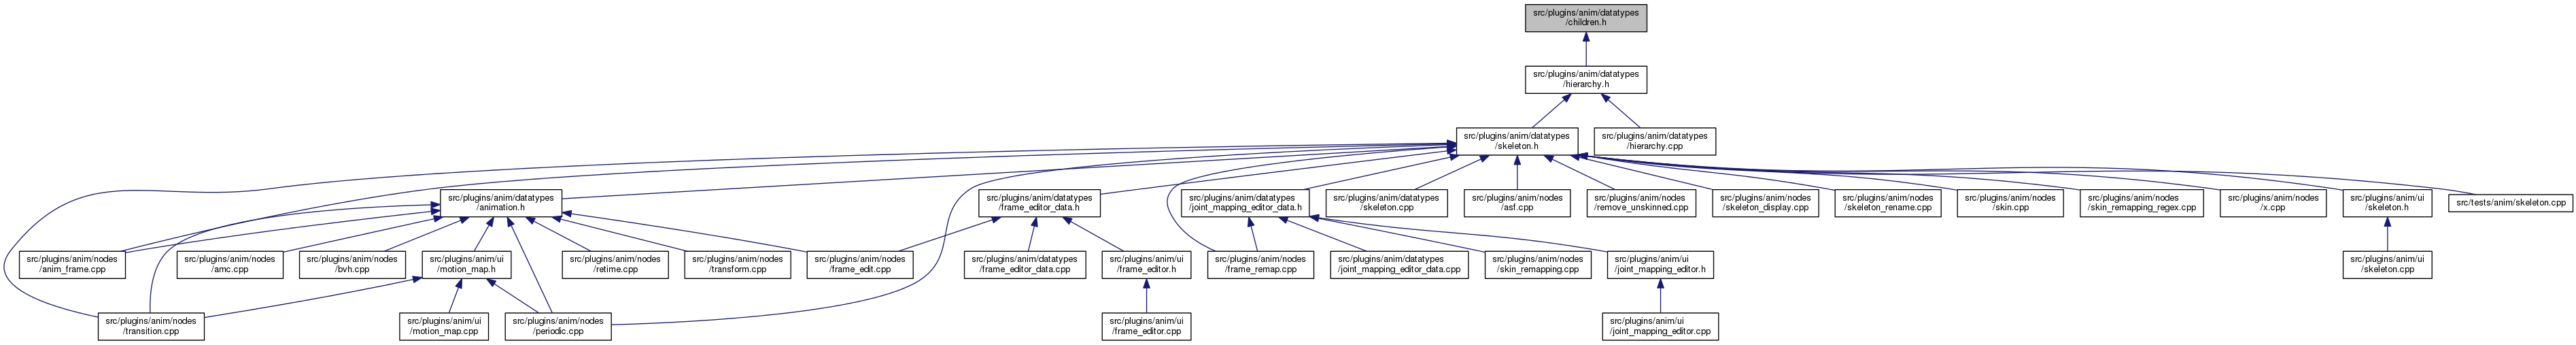 src/plugins/anim/datatypes
/children.h
src/plugins/anim/datatypes
/hierarchy.h
src/plugins/anim/datatypes
/skeleton.h
src/plugins/anim/datatypes
/hierarchy.cpp
src/plugins/anim/datatypes
/animation.h
src/plugins/anim/datatypes
/frame_editor_data.h
src/plugins/anim/datatypes
/joint_mapping_editor_data.h
src/plugins/anim/datatypes
/skeleton.cpp
src/plugins/anim/nodes
/asf.cpp
src/plugins/anim/nodes
/remove_unskinned.cpp
src/plugins/anim/nodes
/skeleton_display.cpp
src/plugins/anim/nodes
/skeleton_rename.cpp
src/plugins/anim/nodes
/skin.cpp
src/plugins/anim/nodes
/skin_remapping_regex.cpp
src/plugins/anim/nodes
/x.cpp
src/plugins/anim/ui
/skeleton.h
src/tests/anim/skeleton.cpp
src/plugins/anim/nodes
/anim_frame.cpp
src/plugins/anim/nodes
/amc.cpp
src/plugins/anim/nodes
/bvh.cpp
src/plugins/anim/ui
/motion_map.h
src/plugins/anim/nodes
/retime.cpp
src/plugins/anim/nodes
/transform.cpp
src/plugins/anim/nodes
/frame_edit.cpp
src/plugins/anim/datatypes
/frame_editor_data.cpp
src/plugins/anim/ui
/frame_editor.h
src/plugins/anim/nodes
/frame_remap.cpp
src/plugins/anim/datatypes
/joint_mapping_editor_data.cpp
src/plugins/anim/nodes
/skin_remapping.cpp
src/plugins/anim/ui
/joint_mapping_editor.h
src/plugins/anim/ui
/skeleton.cpp
src/plugins/anim/nodes
/transition.cpp
src/plugins/anim/ui
/motion_map.cpp
src/plugins/anim/nodes
/periodic.cpp
src/plugins/anim/ui
/frame_editor.cpp
src/plugins/anim/ui
/joint_mapping_editor.cpp